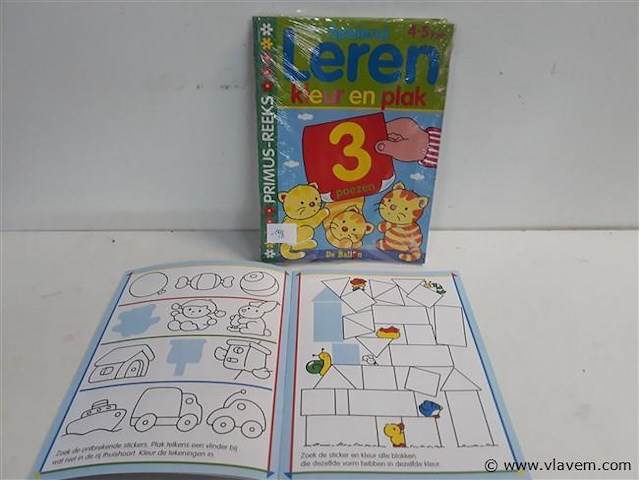 Spelend
4-5 jaar
Leren
kleur en plak
PRIMUS-REEKS
3
poezen
De Ballon
Zoek de ontbrekende stickers. Plak telkens een vlinder bij
wat niet in de rij thuishoort. Kleur de tekeningen in.
Zoek de sticker en kleur alle blokken
die dezelfde vorm hebben in dezelfde kleur.
© www.vlavem.com